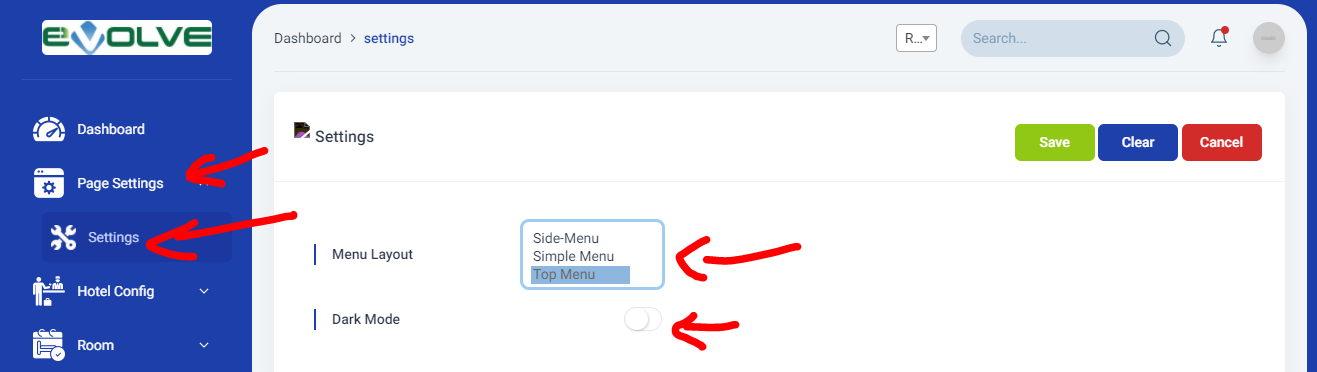 eVOLVE
Dashboard > settings
R...
Search...
Dashboard
Page Settings
Settings
Hotel Config
Room
Settings
Save
Clear
Cancel
Menu Layout
Side-Menu
Simple Menu
Top Menu
Dark Mode